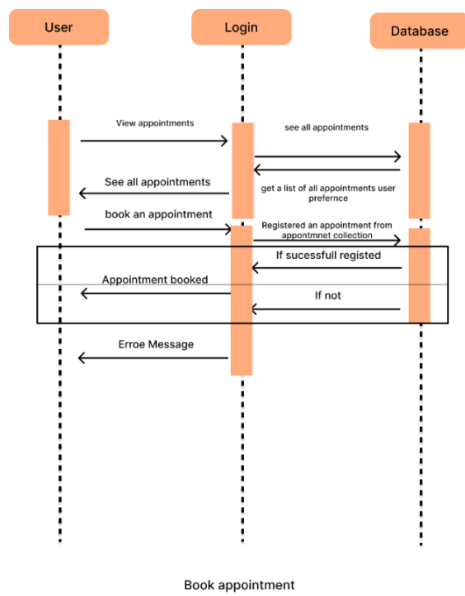 User
Login
Database
View appointments
see all appointments
See all appointments
get a list of all appointments user
prefernce
book an appointment
Registered an appointment from
appointmnet collection
If sucessfull registed
Appointment booked
If not
Erroe Message
Book appointment